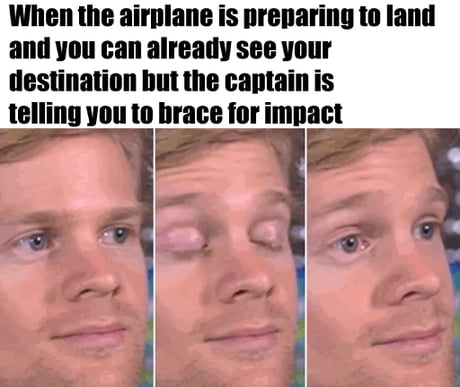 When the airplane is preparing to land
and you can already see your
destination but the captain is
telling you to brace for impact